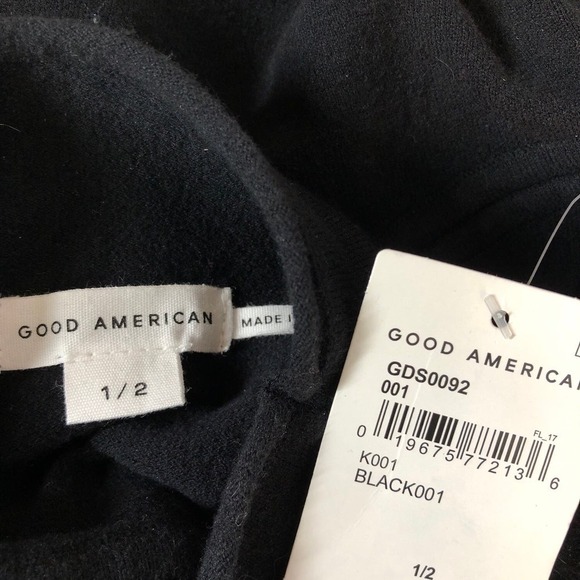 GOOD AMERICAN
MADE I
1/2
GOOD AMERICAN
GDS0092
001
FL_17
0 19675 77213 6
K001
BLACK001
1/2